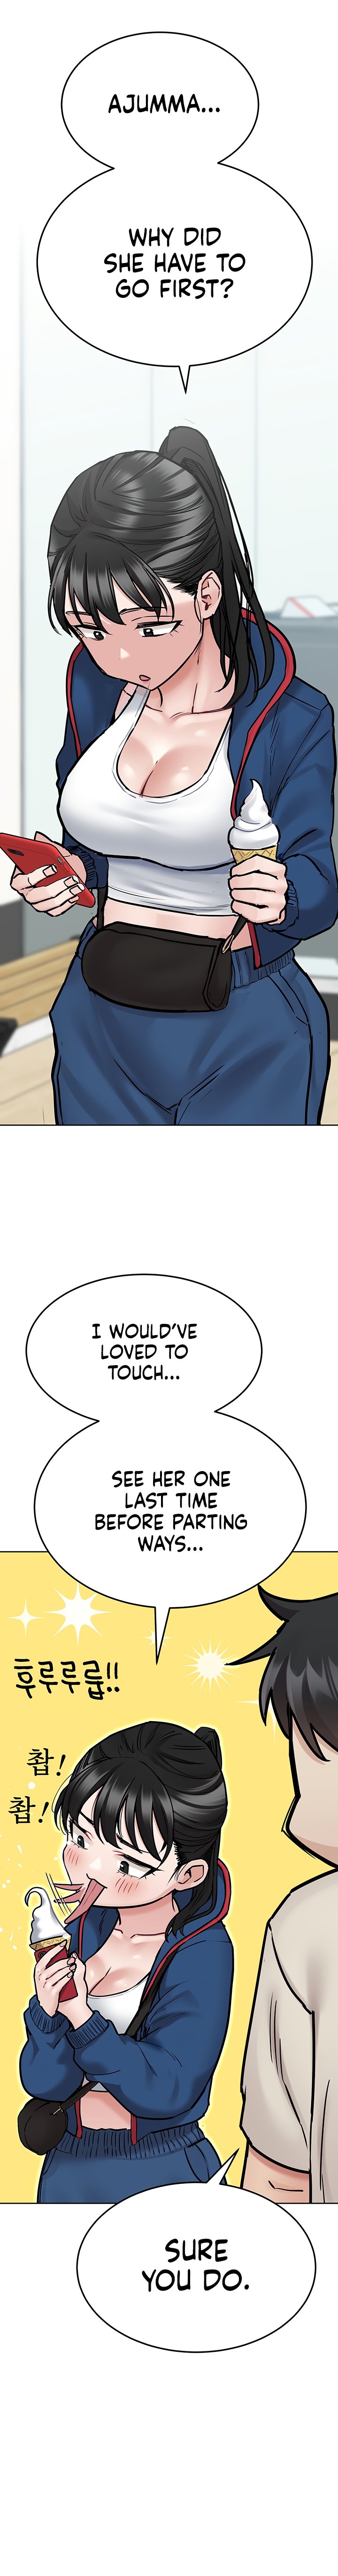 AJUMMA...
WHY DID
SHE HAVE TO
GO FIRST?
I WOULD'VE
LOVED TO
TOUCH...
SEE HER ONE
LAST TIME
BEFORE PARTING
WAYS...
후루루룹!!
촵!
촵!
SURE
YOU DO.